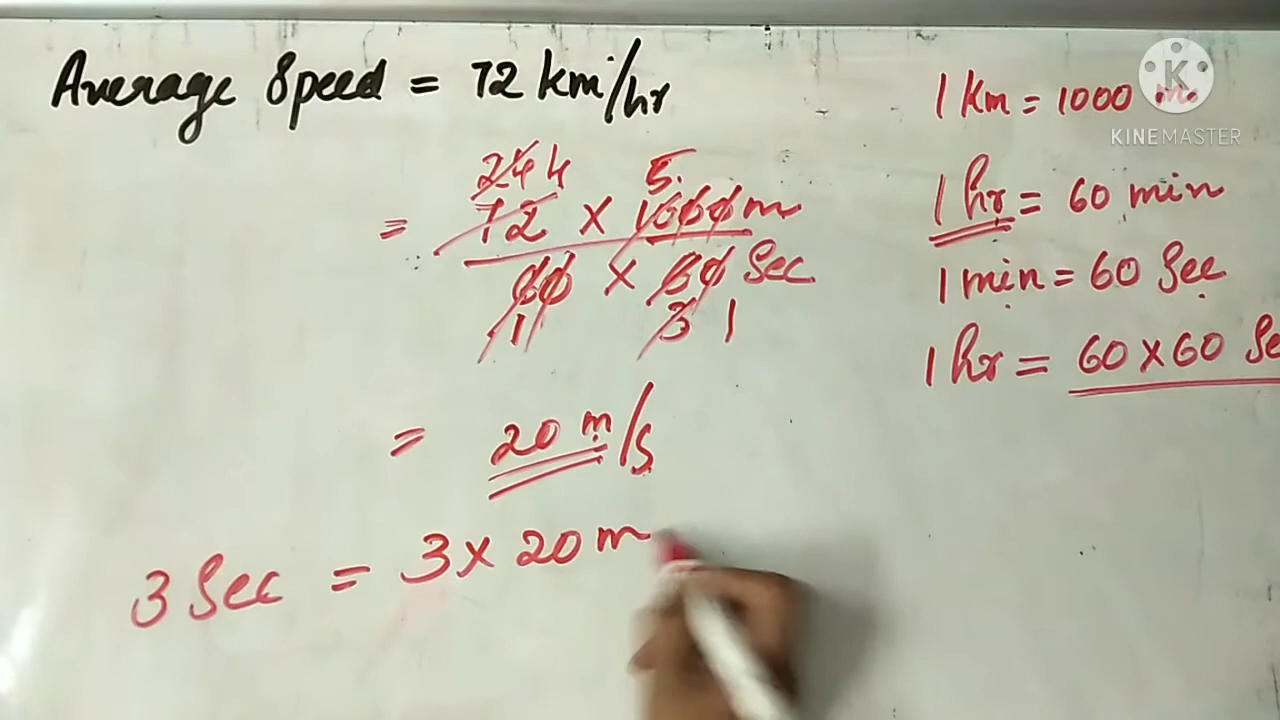 Average Speed = 72 km/hr
244 5.
= 72 x 1000 m
60 x 60 Sec
1 3 1
= 20 m/s
3 Sec = 3 x 20 m
1 Km = 1000 m.
1 hr = 60 min
1 min = 60 Sec
1 hr = 60 x 60 Se
K
KINEMASTER